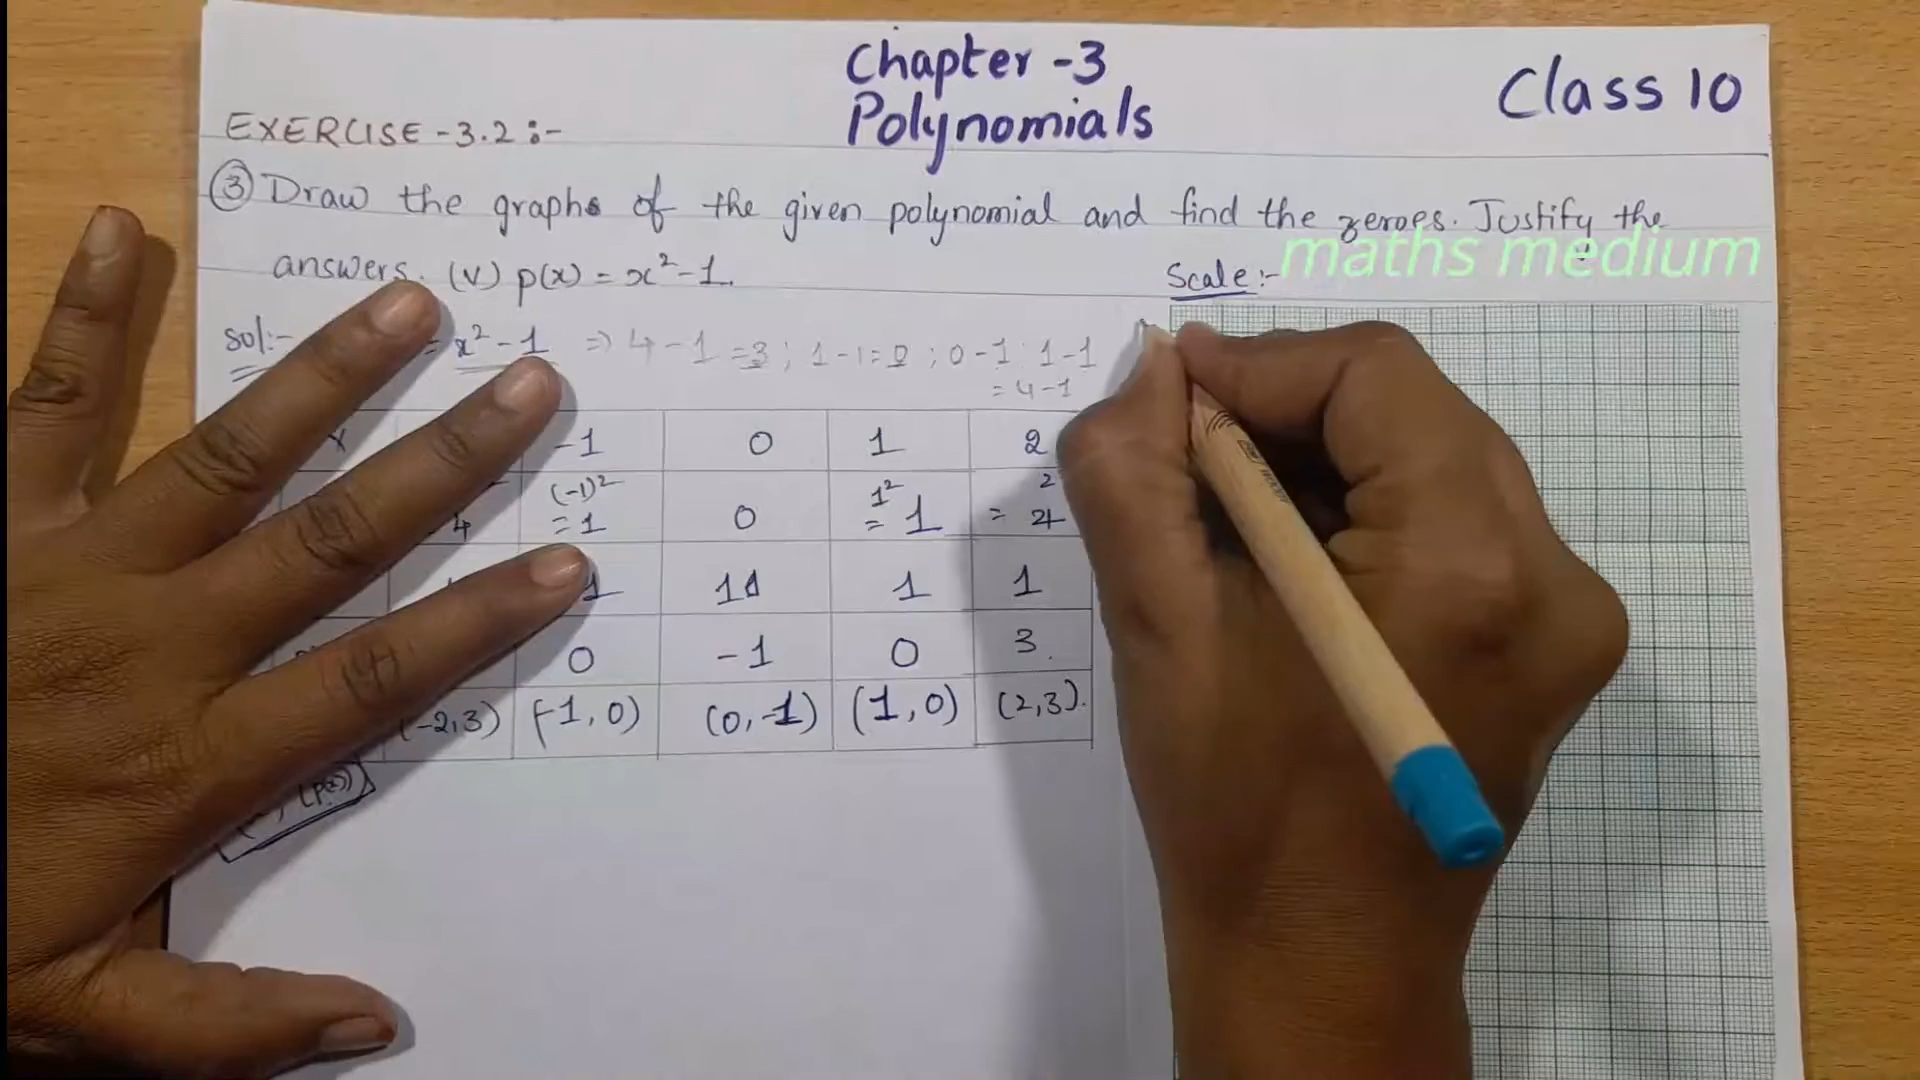 Chapter -3
Polynomials
Class 10
EXERCISE -3.2:-
③ Draw the graphs of the given polynomial and find the zeroes. Justify the
answers. (v) p(x) = x² - 1.
Scale:-
maths medium
sol:- = x² - 1 => 4 - 1 = 3 ; 1 - 1 = 0 ; 0 - 1 ; 1 - 1
= 4 - 1
x -1 0 1 2
4 (-1)² = 1 0 1² = 1 2 = 4
1 1 1 1
0 -1 0 3.
(-2,3) (-1,0) (0,-1) (1,0) (2,3).